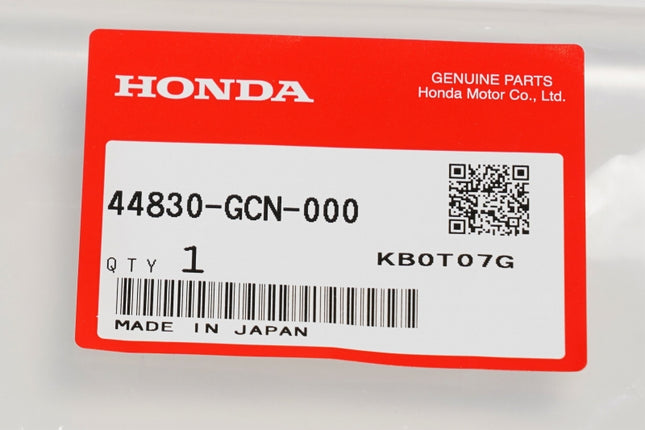 HONDA
GENUINE PARTS
Honda Motor Co., Ltd.
44830-GCN-000
QTY 1
KB0T07G
MADE IN JAPAN